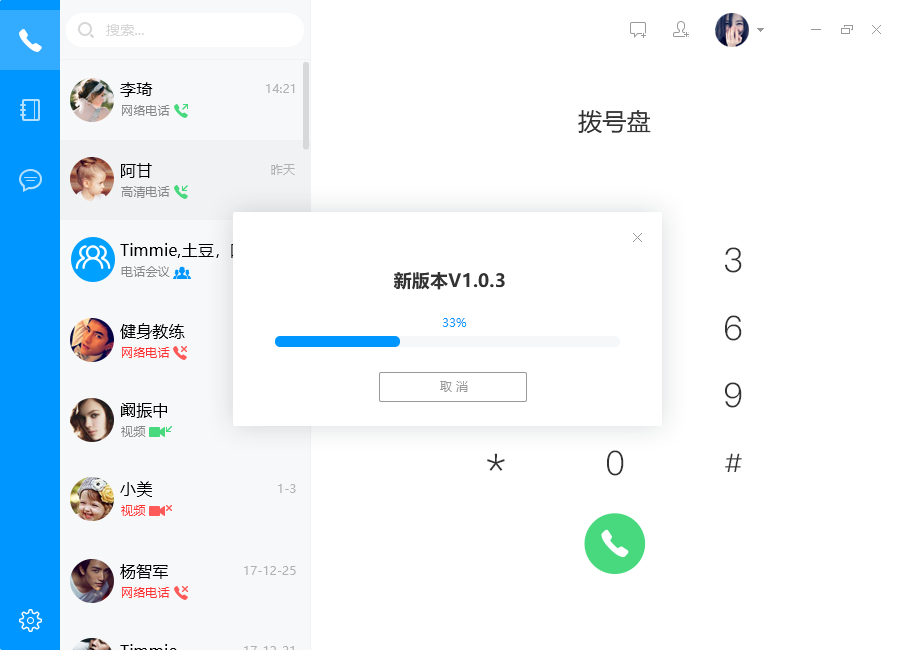 搜索...
李琦 14:21
网络电话
阿甘 昨天
高清电话
Timmie,土豆,
电话会议
健身教练
网络电话
阚振中
视频
小美 1-3
视频
杨智军 17-12-25
网络电话
Timmie 17-12-21
拨号盘
3
6
9
* 0 #
新版本V1.0.3
33%
取 消